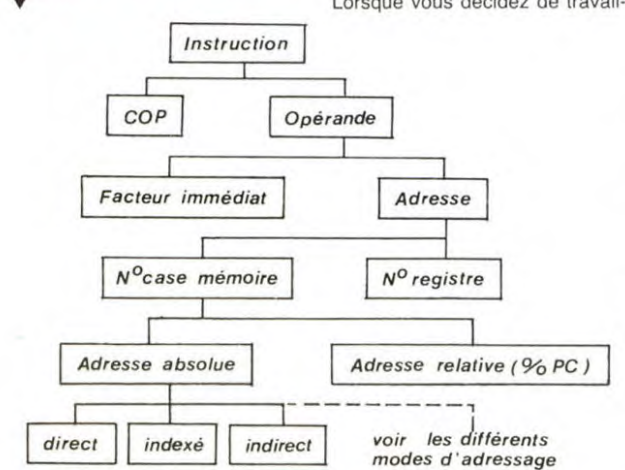 Lorsque vous décidez de travail-
Instruction
COP
Opérande
Facteur immédiat
Adresse
N° case mémoire
N° registre
Adresse absolue
Adresse relative (% PC)
direct
indexé
indirect
voir les différents
modes d'adressage